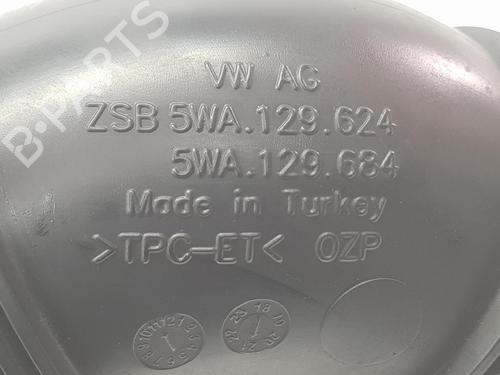 B-PARTS
VW AG
ZSB 5WA.129.624
5WA.129.684
Made in Turkey
>TPC-ET< OZP